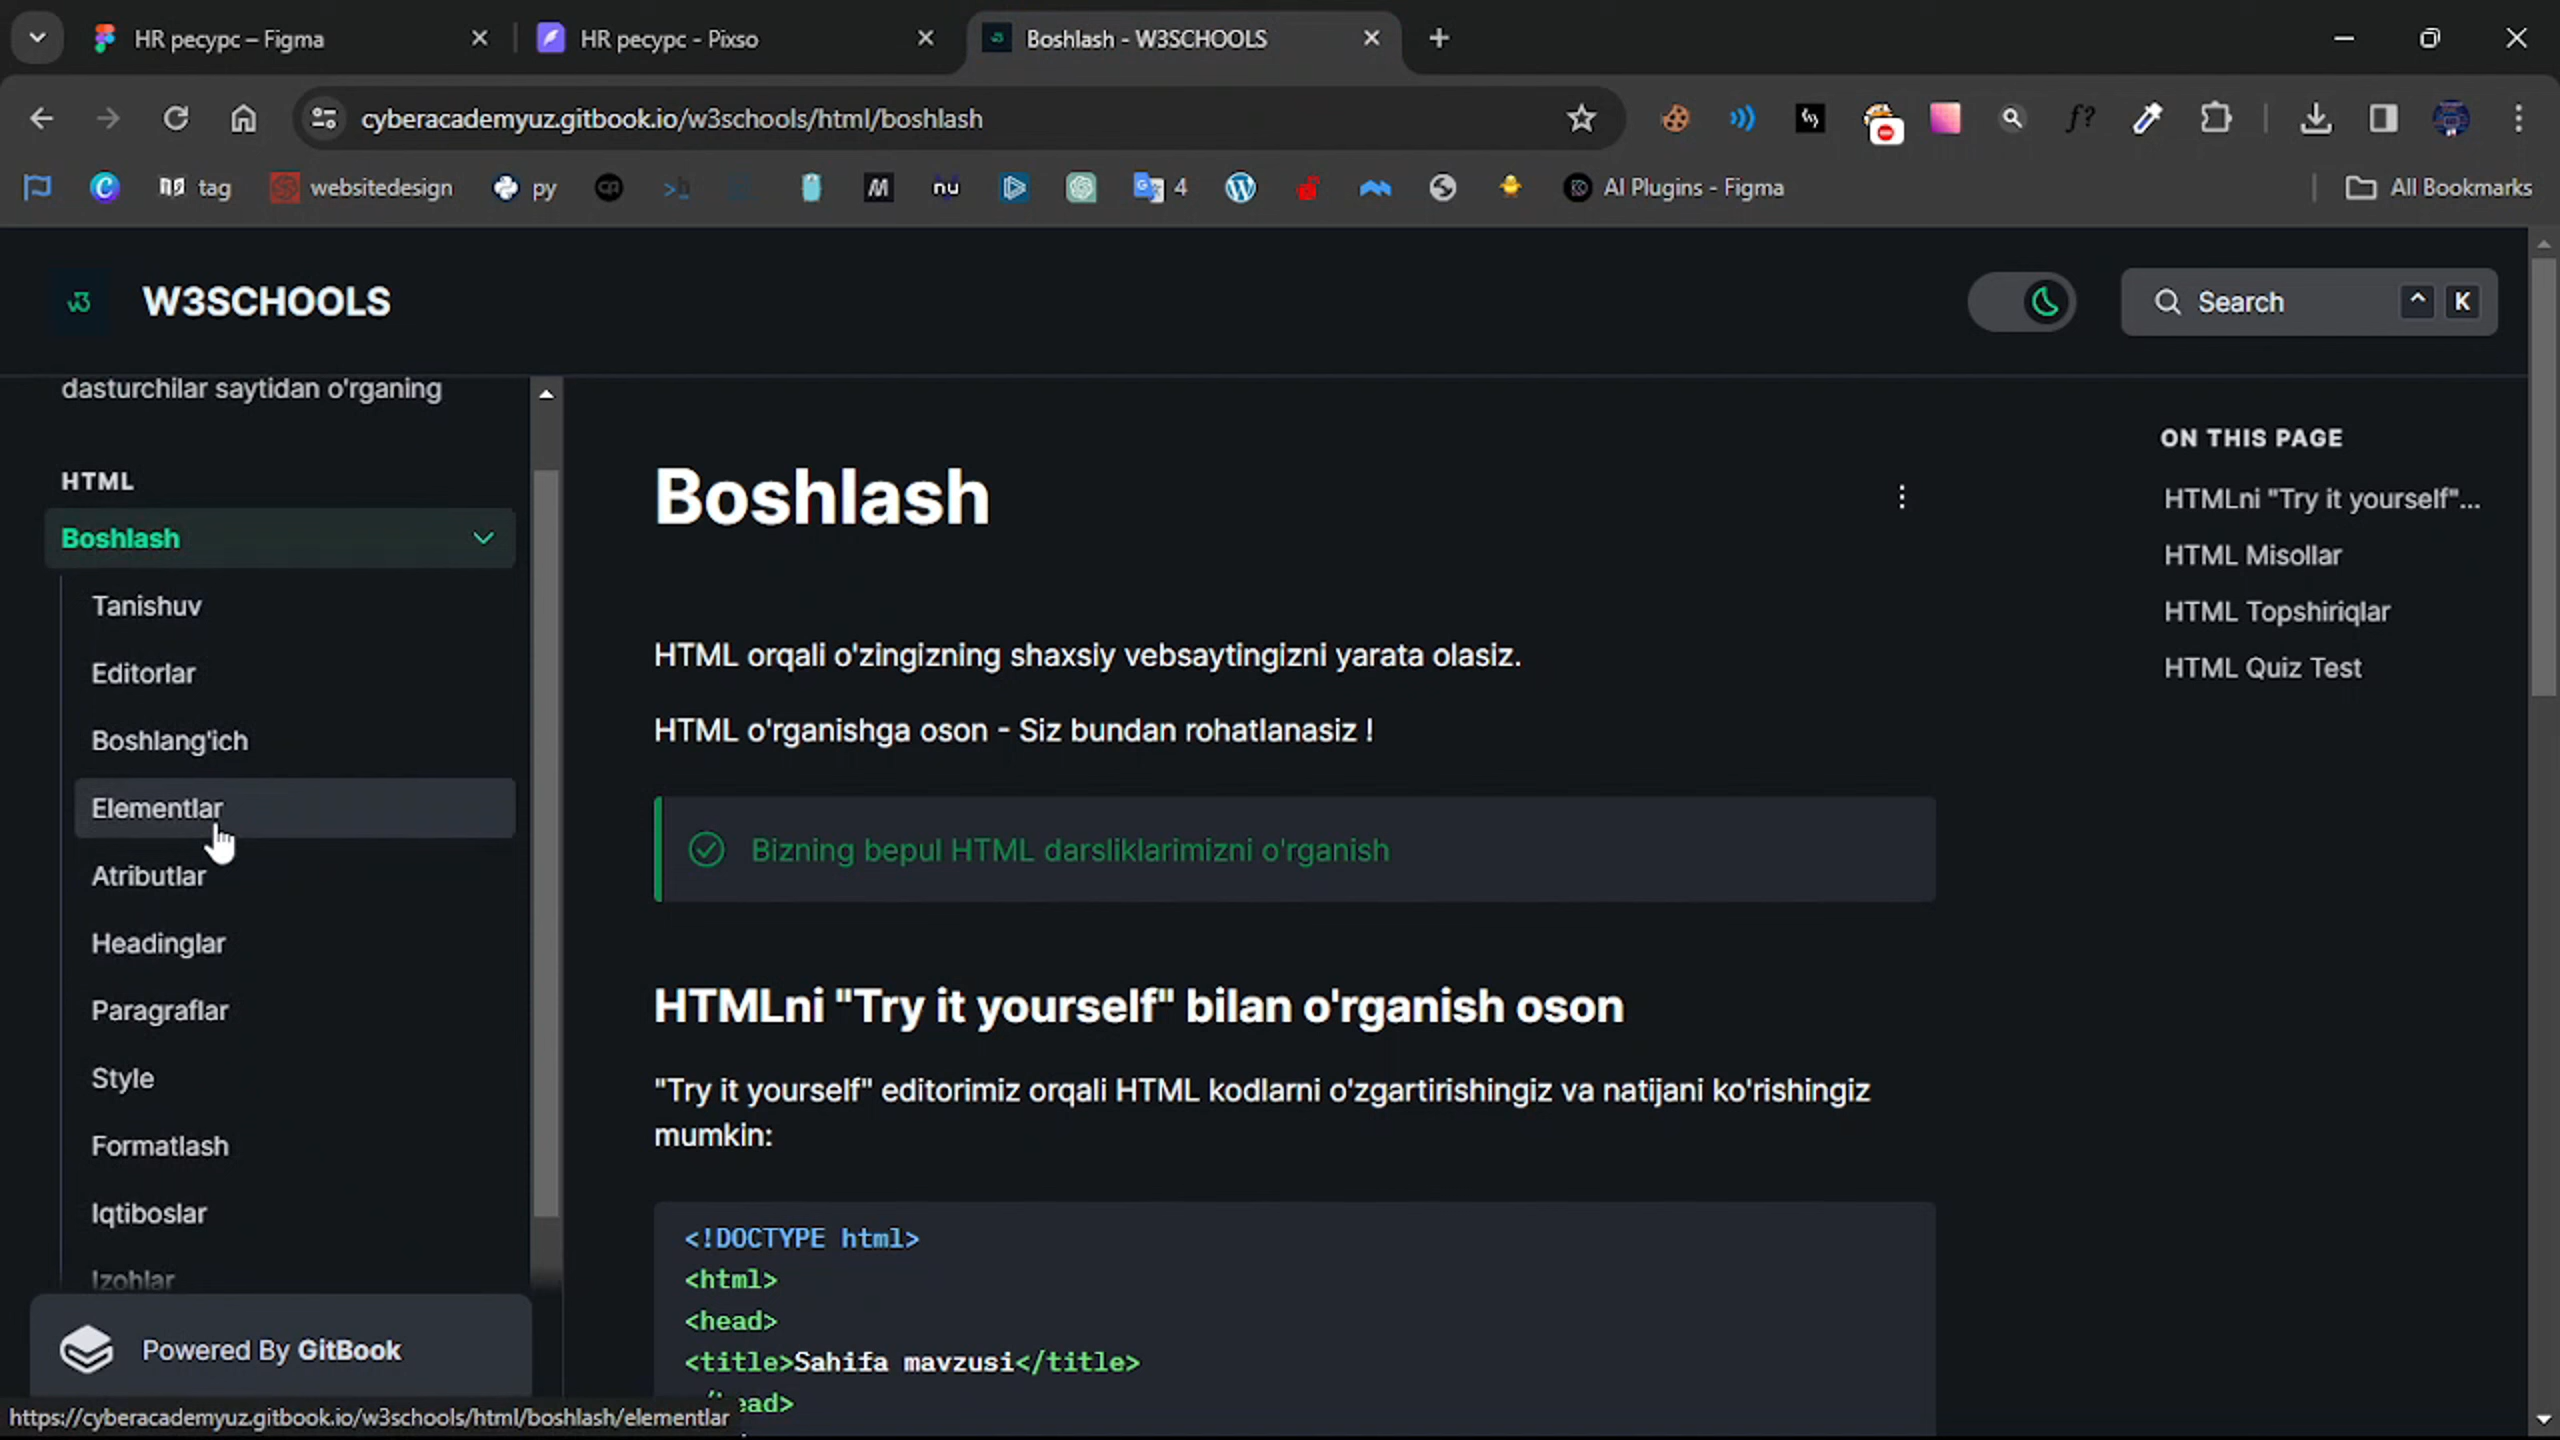 HR ресурс – Figma
HR ресурс - Pixso
Boshlash - W3SCHOOLS
cyberacademyuz.gitbook.io/w3schools/html/boshlash
tag
websitedesign
py
4
AI Plugins - Figma
All Bookmarks
W3SCHOOLS
Search
^ K
dasturchilar saytidan o'rganing
HTML
Boshlash
Tanishuv
Editorlar
Boshlang'ich
Elementlar
Atributlar
Headinglar
Paragraflar
Style
Formatlash
Iqtiboslar
Izohlar
Powered By GitBook
https://cyberacademyuz.gitbook.io/w3schools/html/boshlash/elementlar
Boshlash
HTML orqali o'zingizning shaxsiy vebsaytingizni yarata olasiz.
HTML o'rganishga oson - Siz bundan rohatlanasiz !
Bizning bepul HTML darsliklarimizni o'rganish
HTMLni "Try it yourself" bilan o'rganish oson
"Try it yourself" editorimiz orqali HTML kodlarni o'zgartirishingiz va natijani ko'rishingiz
mumkin:
<!DOCTYPE html>
<html>
<head>
<title>Sahifa mavzusi</title>
ead>
ON THIS PAGE
HTMLni "Try it yourself"...
HTML Misollar
HTML Topshiriqlar
HTML Quiz Test